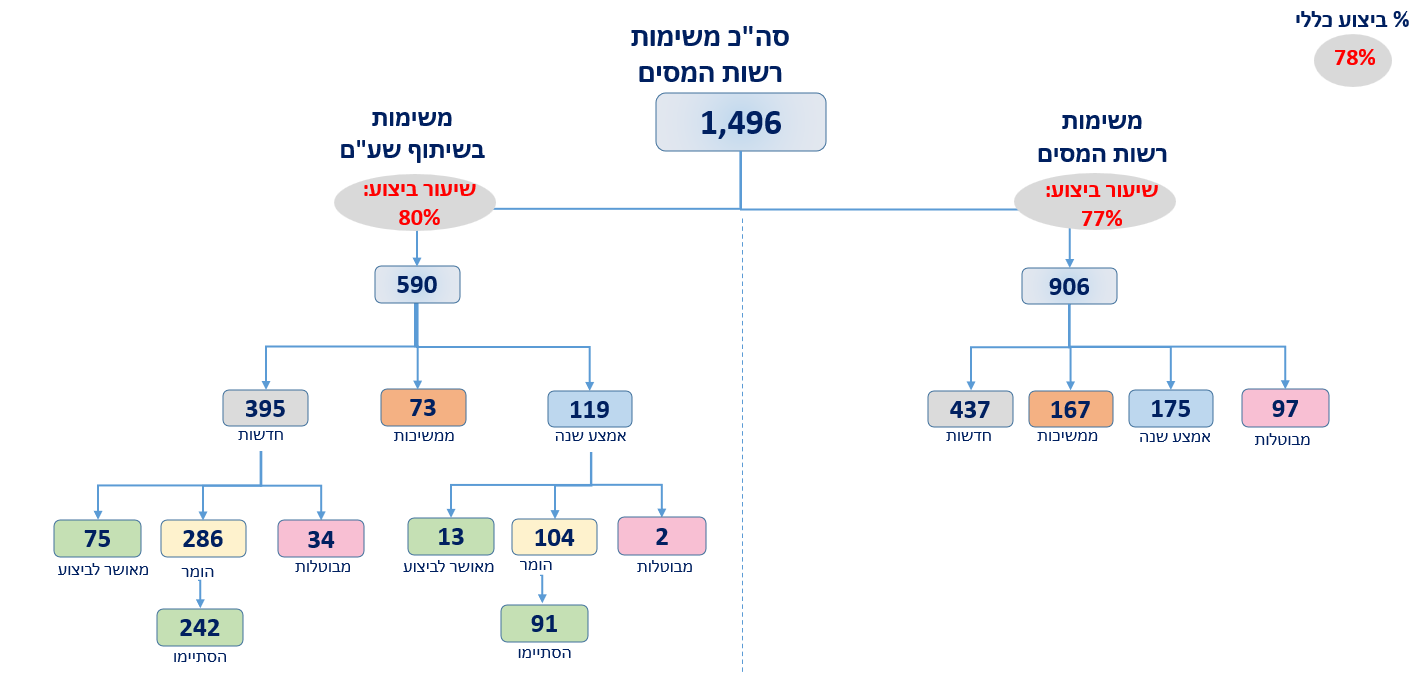 % ביצוע כללי
78%
סה"כ משימות
רשות המסים
1,496
משימות
רשות המסים
שיעור ביצוע:
77%
906
437
167
175
97
חדשות
ממשיכות
אמצע שנה
מבוטלות
משימות
בשיתוף שע"ם
שיעור ביצוע:
80%
590
395
73
119
חדשות
ממשיכות
אמצע שנה
75
286
34
מאושר לביצוע
הומר
מבוטלות
242
הסתיימו
13
104
2
מאושר לביצוע
הומר
מבוטלות
91
הסתיימו